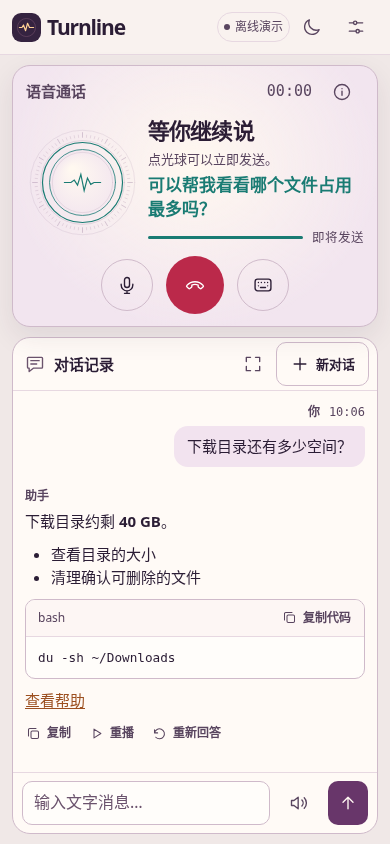 Turnline
离线演示
语音通话
00:00
等你继续说
点光球可以立即发送。
可以帮我看看哪个文件占用
最多吗？
即将发送
对话记录
新对话
你 10:06
下载目录还有多少空间？
助手
下载目录约剩 40 GB。
查看目录的大小
清理确认可删除的文件
bash
复制代码
du -sh ~/Downloads
查看帮助
复制
重播
重新回答
输入文字消息…